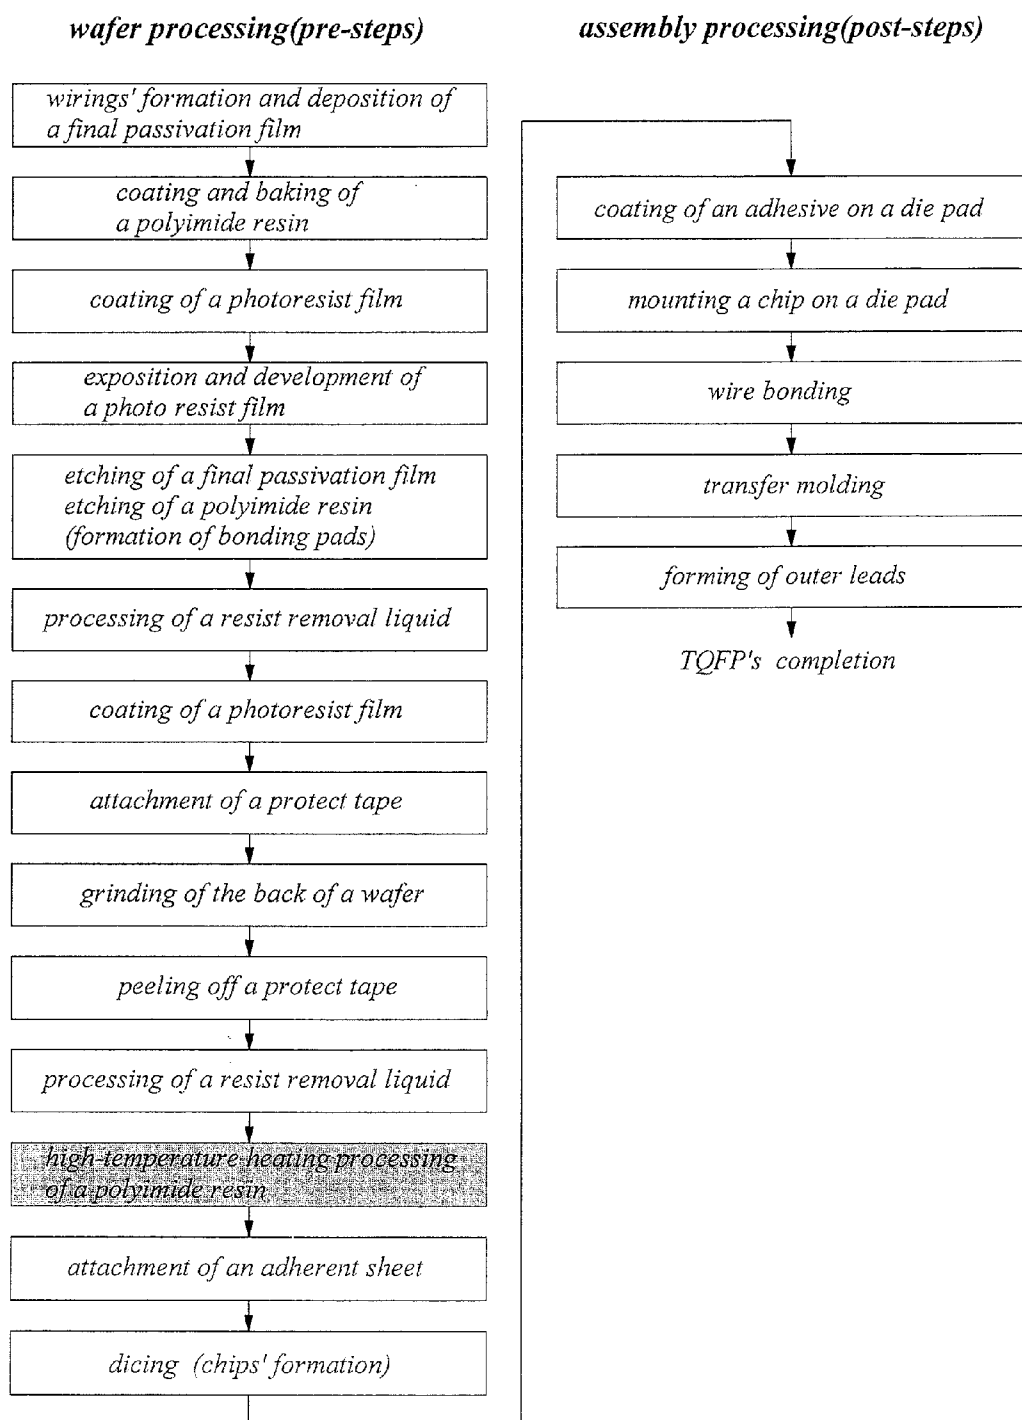 wafer processing(pre-steps)
wirings' formation and deposition of
a final passivation film
coating and baking of
a polyimide resin
coating of a photoresist film
exposition and development of
a photo resist film
etching of a final passivation film
etching of a polyimide resin
(formation of bonding pads)
processing of a resist removal liquid
coating of a photoresist film
attachment of a protect tape
grinding of the back of a wafer
peeling off a protect tape
processing of a resist removal liquid
high-temperature heating processing
of a polyimide resin
attachment of an adherent sheet
dicing (chips' formation)
assembly processing(post-steps)
coating of an adhesive on a die pad
mounting a chip on a die pad
wire bonding
transfer molding
forming of outer leads
TQFP's completion